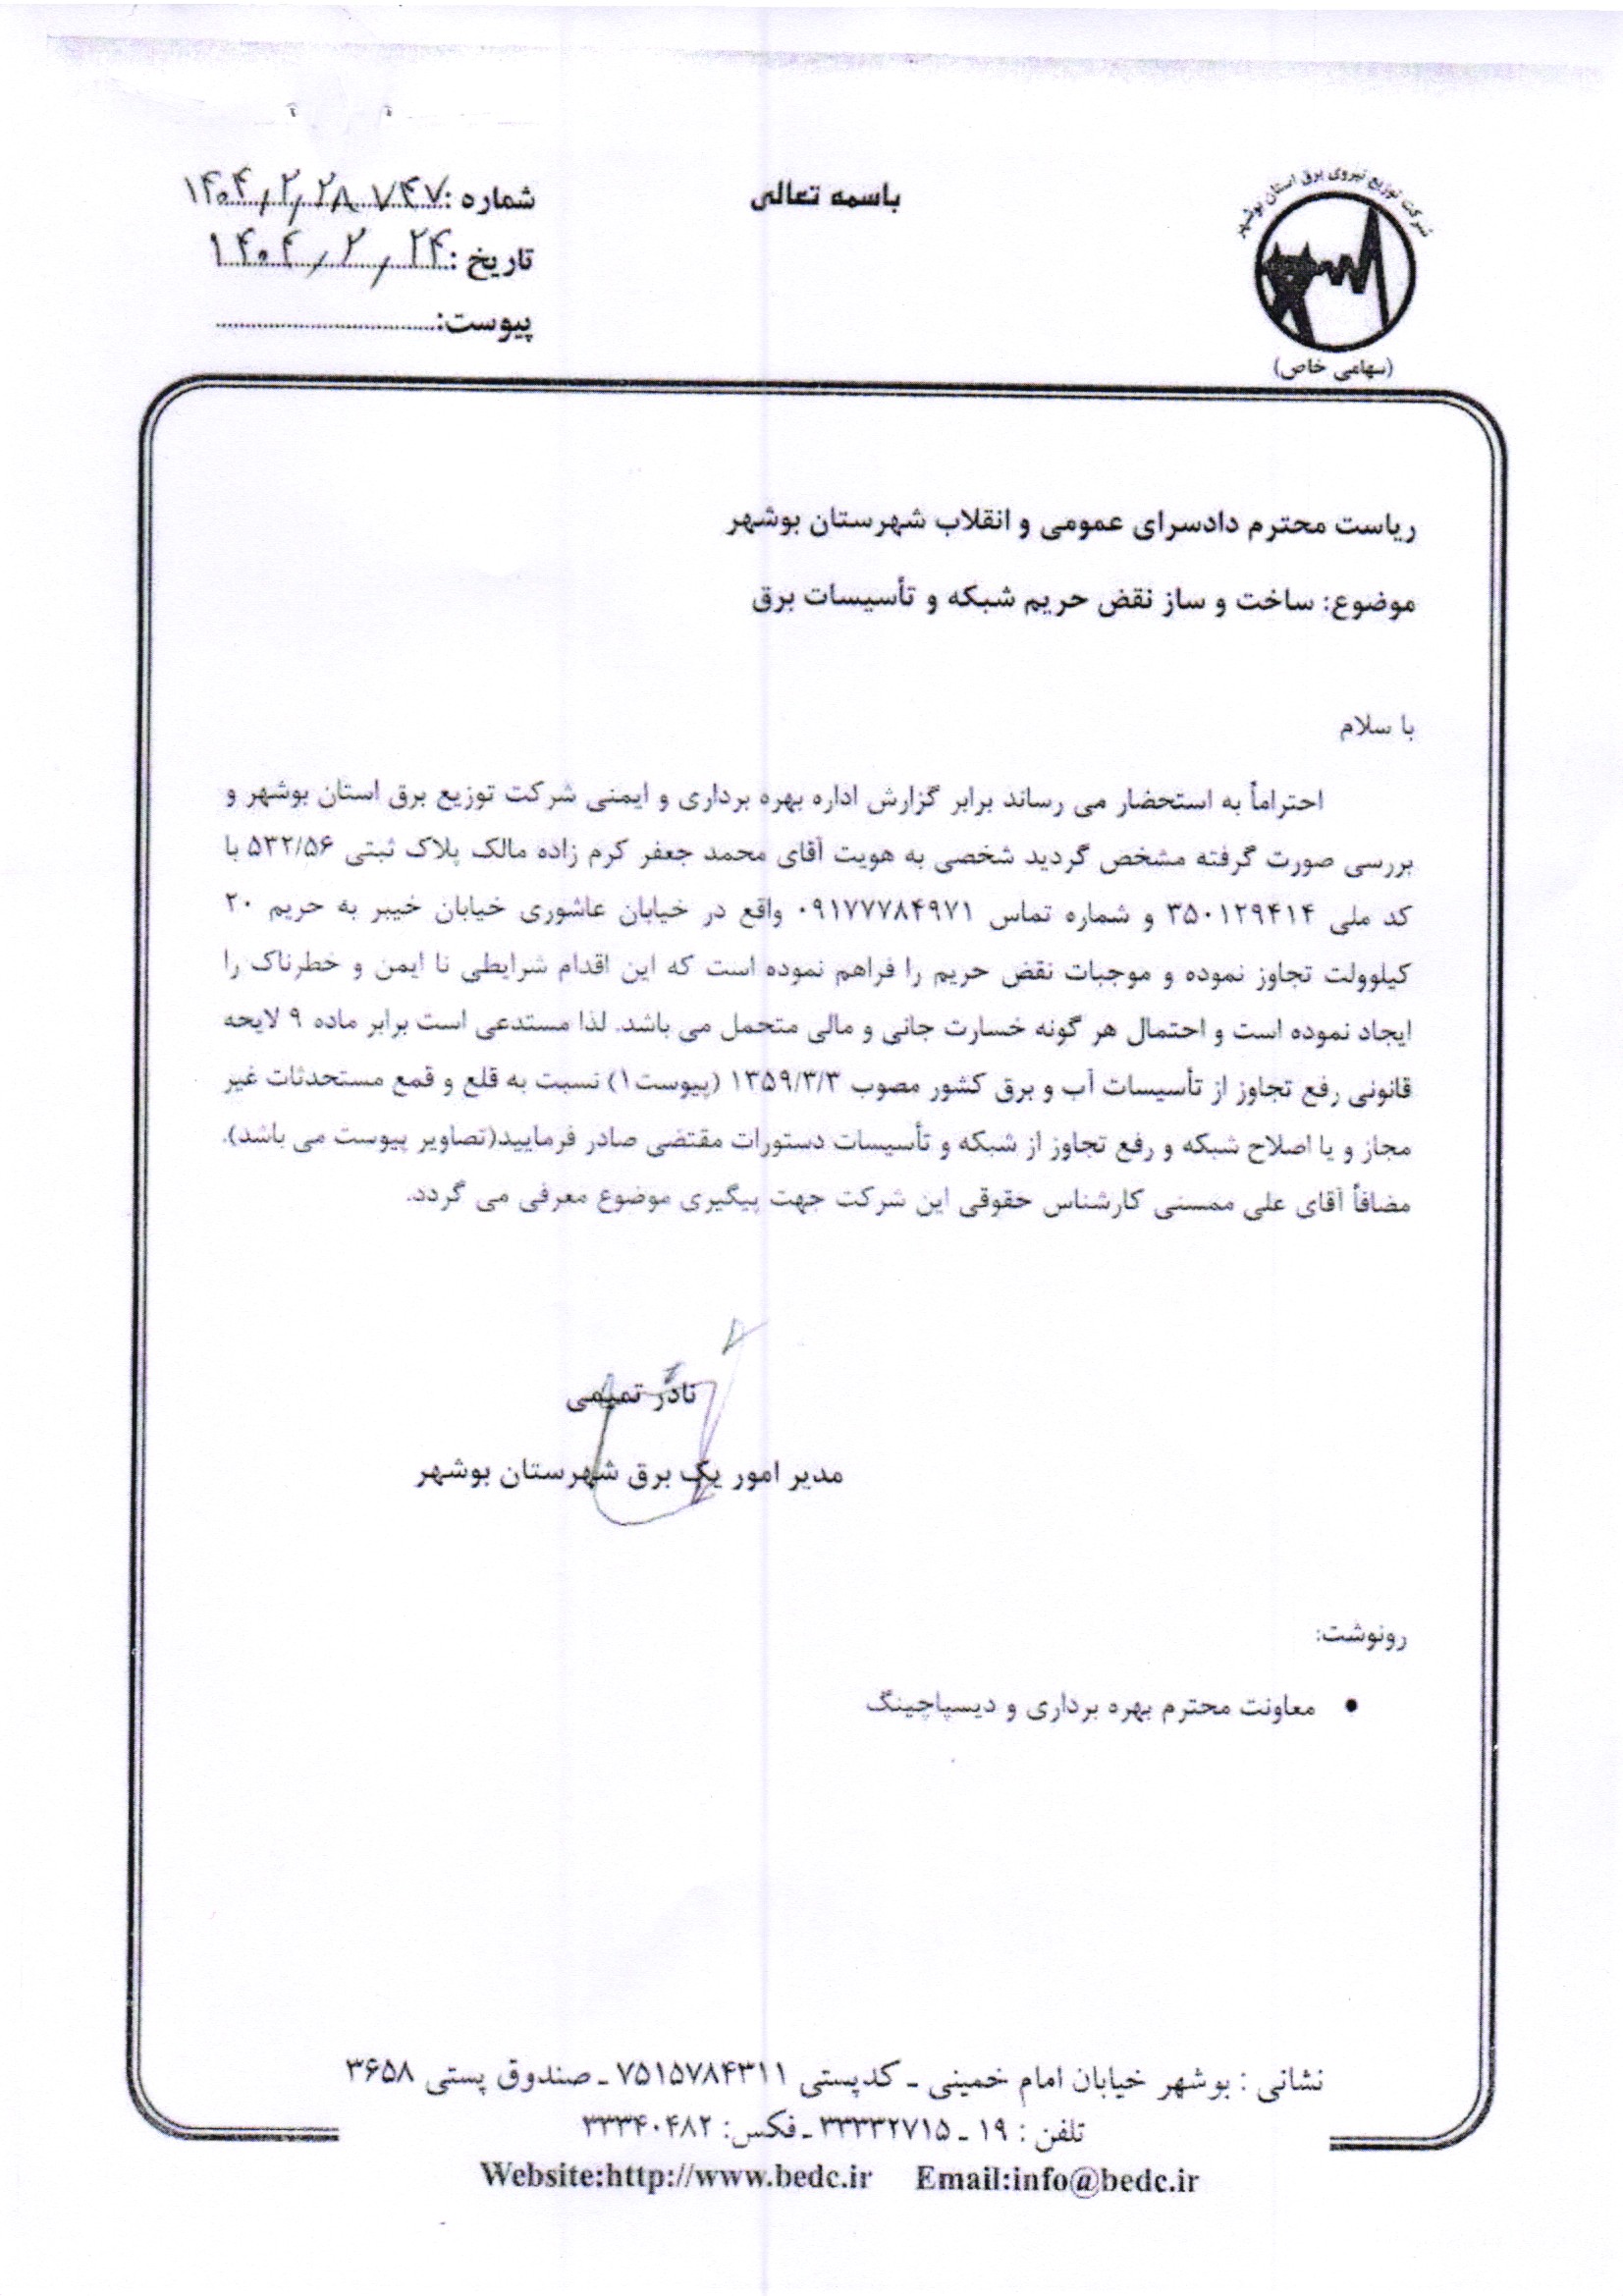 شرکت توزیع نیروی برق استان بوشهر
(سهامی خاص)
باسمه تعالی
شماره: ۷۴۷ ۱۴۰۴/۲/۲۸
تاریخ: ۱۴۰۴/۲/۲۴
پیوست:
ریاست محترم دادسرای عمومی و انقلاب شهرستان بوشهر
موضوع: ساخت و ساز نقض حریم شبکه و تأسیسات برق
با سلام
احتراماً به استحضار می رساند برابر گزارش اداره بهره برداری و ایمنی شرکت توزیع برق استان بوشهر و
بررسی صورت گرفته مشخص گردید شخصی به هویت آقای محمد جعفر کرم زاده مالک پلاک ثبتی ۵۳۲/۵۶ با
کد ملی ۳۵۰۱۲۹۴۱۴ و شماره تماس ۰۹۱۷۷۷۸۴۹۷۱ واقع در خیابان عاشوری خیابان خیبر به حریم ۲۰
کیلوولت تجاوز نموده و موجبات نقض حریم را فراهم نموده است که این اقدام شرایطی نا ایمن و خطرناک را
ایجاد نموده است و احتمال هر گونه خسارت جانی و مالی متحمل می باشد. لذا مستدعی است برابر ماده ۹ لایحه
قانونی رفع تجاوز از تأسیسات آب و برق کشور مصوب ۱۳۵۹/۳/۳ (پیوست۱) نسبت به قلع و قمع مستحدثات غیر
مجاز و یا اصلاح شبکه و رفع تجاوز از شبکه و تأسیسات دستورات مقتضی صادر فرمایید(تصاویر پیوست می باشد).
مضافاً آقای علی ممسنی کارشناس حقوقی این شرکت جهت پیگیری موضوع معرفی می گردد.
نادر تمیمی
مدیر امور یک برق شهرستان بوشهر
رونوشت:
• معاونت محترم بهره برداری و دیسپاچینگ
نشانی : بوشهر خیابان امام خمینی ـ کدپستی ۷۵۱۵۷۸۴۳۱۱ ـ صندوق پستی ۳۶۵۸
تلفن : ۱۹ ـ ۳۳۳۳۲۷۱۵ ـ فکس: ۳۳۳۴۰۴۸۲
Website:http://www.bedc.ir Email:info@bedc.ir